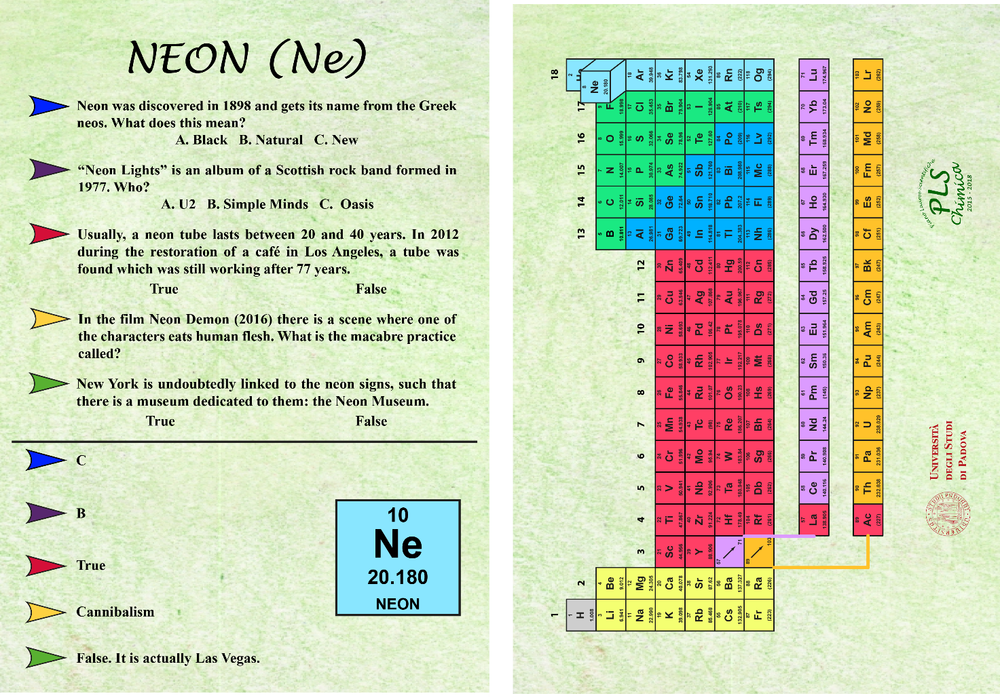 NEON (Ne)
Neon was discovered in 1898 and gets its name from the Greek
neos. What does this mean?
A. Black B. Natural C. New
“Neon Lights” is an album of a Scottish rock band formed in
1977. Who?
A. U2 B. Simple Minds C. Oasis
Usually, a neon tube lasts between 20 and 40 years. In 2012
during the restoration of a café in Los Angeles, a tube was
found which was still working after 77 years.
True False
In the film Neon Demon (2016) there is a scene where one of
the characters eats human flesh. What is the macabre practice
called?
New York is undoubtedly linked to the neon signs, such that
there is a museum dedicated to them: the Neon Museum.
True False
C
B
True
Cannibalism
False. It is actually Las Vegas.
10
Ne
20.180
NEON
1 2 3 4 5 6 7 8 9 10 11 12 13 14 15 16 17 18
1 2
H
1.008
3 4 5 6 7 8 9 8
Li Be B C N O F Ne
6.941 9.012 10.811 12.011 14.007 15.999 18.998 20.180
11 12 13 14 16 17 18
Na Mg Al Si P S Cl Ar
22.990 24.305 26.981 28.085 30.974 32.066 35.453 39.948
19 20 21 22 23 24 25 26 27 28 29 30 31 32 33 34 35 36
K Ca Sc Ti V Cr Mn Fe Co Ni Cu Zn Ga Ge As Se Br Kr
39.098 40.078 44.956 47.867 50.941 51.996 54.938 55.846 58.933 58.693 63.546 65.409 69.723 72.64 74.922 78.96 79.904 83.798
37 38 39 40 41 42 43 44 45 46 47 48 49 50 51 52 53 54
Rb Sr Y Zr Nb Mo Tc Ru Rh Pd Ag Cd In Sn Sb Te I Xe
85.468 87.62 88.906 91.224 92.906 95.94 (98) 101.07 102.905 106.42 107.868 112.411 114.818 118.710 121.760 127.60 126.904 131.293
55 56 57 71 72 73 74 75 76 77 78 79 80 81 82 83 84 85 86
Cs Ba Hf Ta W Re Os Ir Pt Au Hg Tl Pb Bi Po At Rn
132.905 137.327 178.49 180.948 183.84 186.207 190.23 192.217 195.078 196.967 200.59 204.383 207.2 208.980 (209) (210) (222)
87 88 89 103 104 105 106 107 108 109 110 111 112 113 114 115 116 117 118
Fr Ra Rf Db Sg Bh Hs Mt Ds Rg Cn Nh Fl Mc Lv Ts Og
(223) (226) (261) (262) (266) (264) (269) (268) (271) (272) (285) (286) (289) (288) (292) (294) (294)
57 58 59 60 61 62 63 64 65 66 67 68 69 70 71
La Ce Pr Nd Pm Sm Eu Gd Tb Dy Ho Er Tm Yb Lu
138.905 140.116 140.908 144.24 (145) 150.36 151.964 157.25 158.925 162.500 164.930 167.259 168.934 173.04 174.967
89 90 91 92 93 94 95 96 97 98 99 100 101 102 103
Ac Th Pa U Np Pu Am Cm Bk Cf Es Fm Md No Lr
(227) 232.038 231.036 238.029 (237) (244) (243) (247) (247) (251) (252) (257) (258) (259) (262)
UNIVERSITÀ
DEGLI STUDI
DI PADOVA
piano lauree scientifiche
PLS
Chimica
2015 - 2018